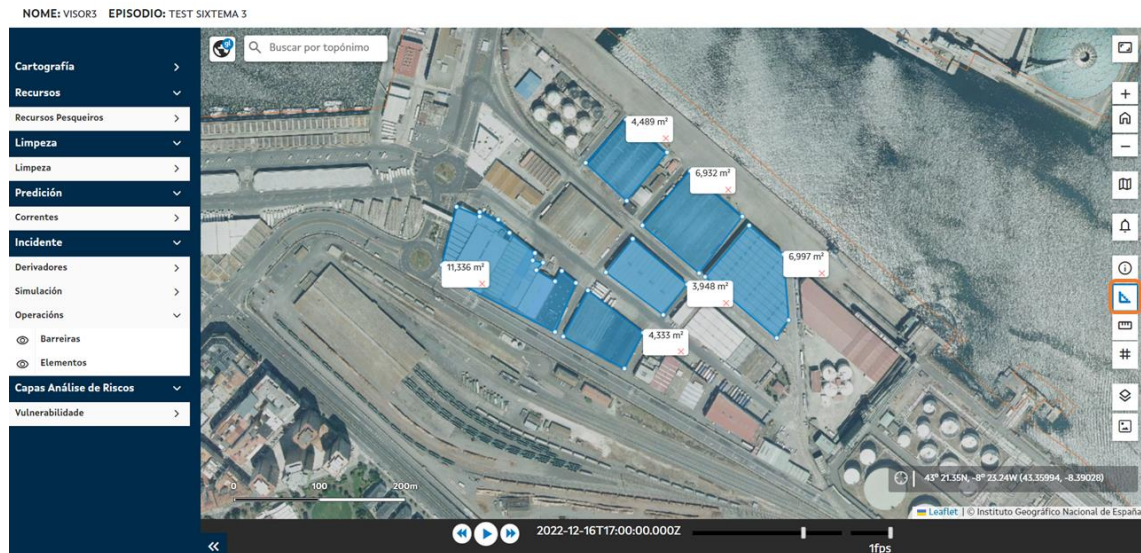 NOME: VISOR3 EPISODIO: TEST SIXTEMA 3
Cartografía
Recursos
Recursos Pesqueiros
Limpeza
Limpeza
Predición
Correntes
Incidente
Derivadores
Simulación
Operacións
Barreiras
Elementos
Capas Análise de Riscos
Vulnerabilidade
Buscar por topónimo
4,489 m²
6,932 m²
11,336 m²
6,997 m²
3,948 m²
4,333 m²
0 100 200m
43° 21.35N, -8° 23.24W (43.35994, -8.39028)
Leaflet | © Instituto Geográfico Nacional de España
2022-12-16T17:00:00.000Z
1fps